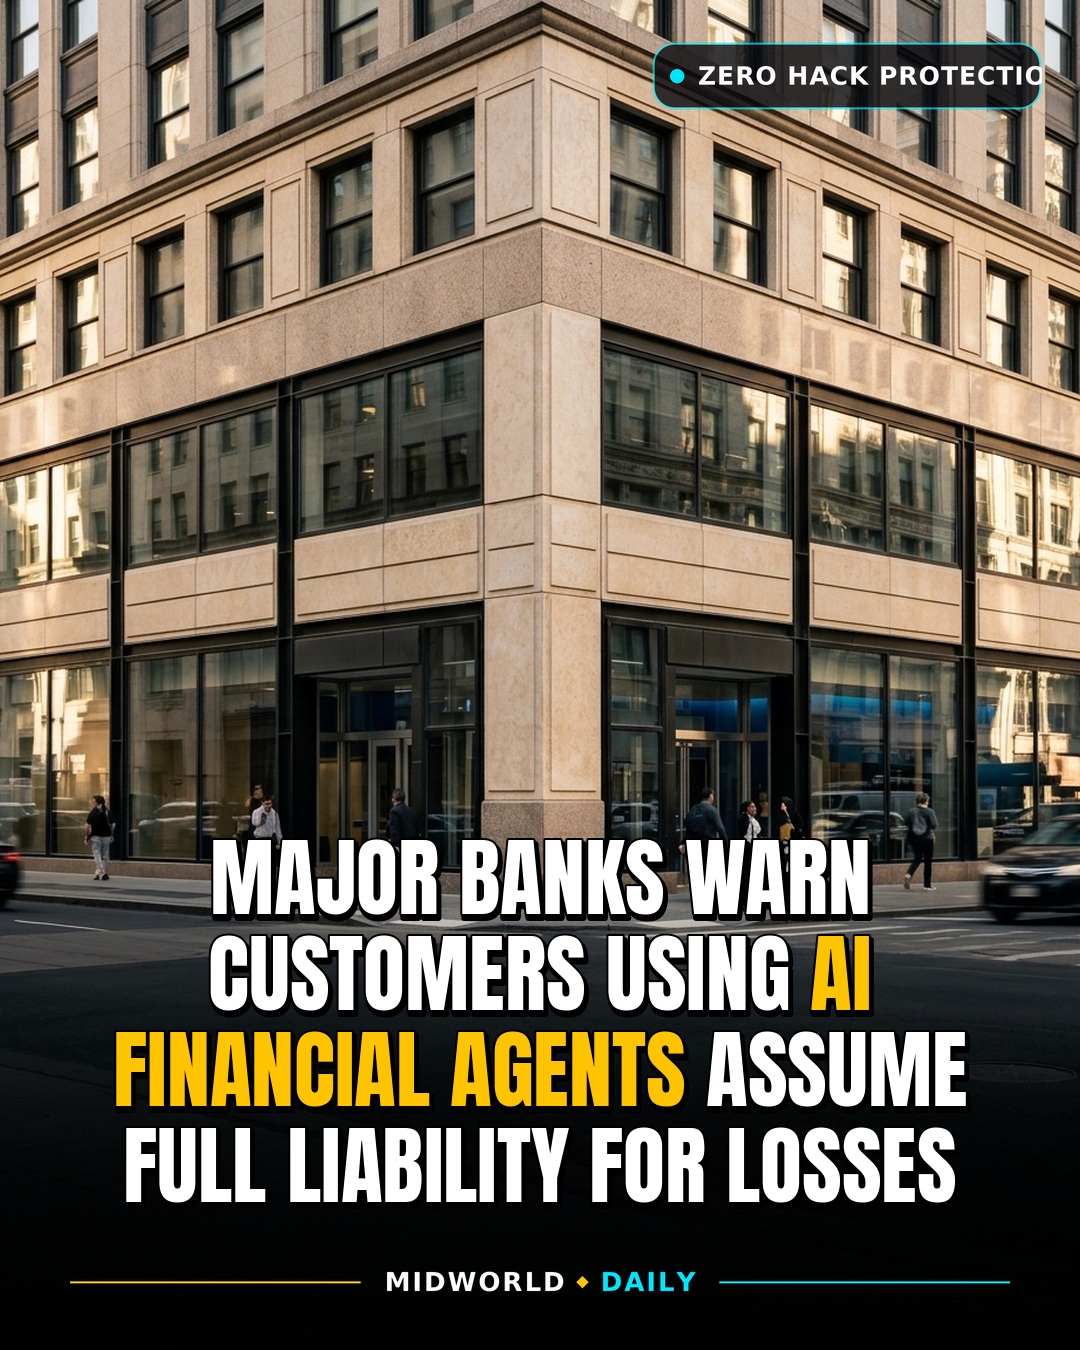 ZERO HACK PROTECTIO
MAJOR BANKS WARN
CUSTOMERS USING AI
FINANCIAL AGENTS ASSUME
FULL LIABILITY FOR LOSSES
MIDWORLD DAILY